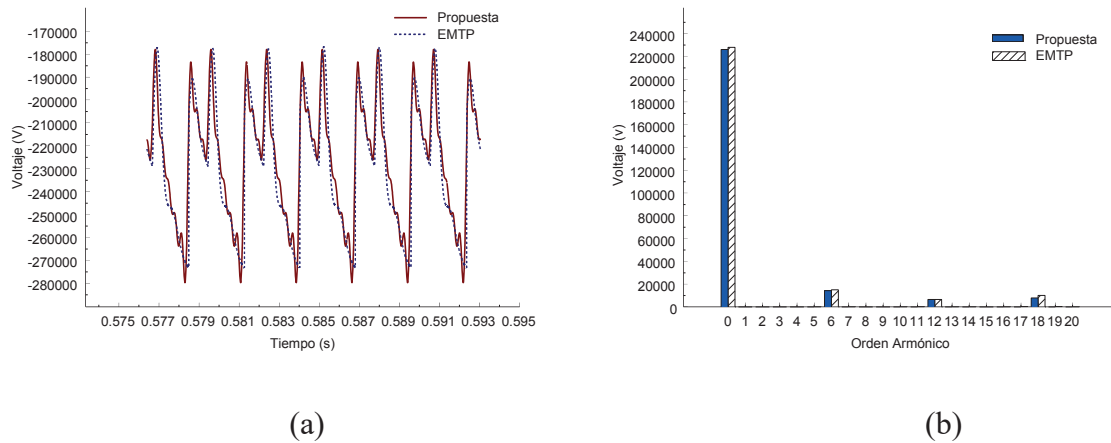 Propuesta
EMTP
Voltaje (V)
-170000
-180000
-190000
-200000
-210000
-220000
-230000
-240000
-250000
-260000
-270000
-280000
0.575 0.577 0.579 0.581 0.583 0.585 0.587 0.589 0.591 0.593 0.595
Tiempo (s)
(a)
Propuesta
EMTP
Voltaje (v)
240000
220000
200000
180000
160000
140000
120000
100000
80000
60000
40000
20000
0
0 1 2 3 4 5 6 7 8 9 10 11 12 13 14 15 16 17 18 19 20
Orden Armónico
(b)